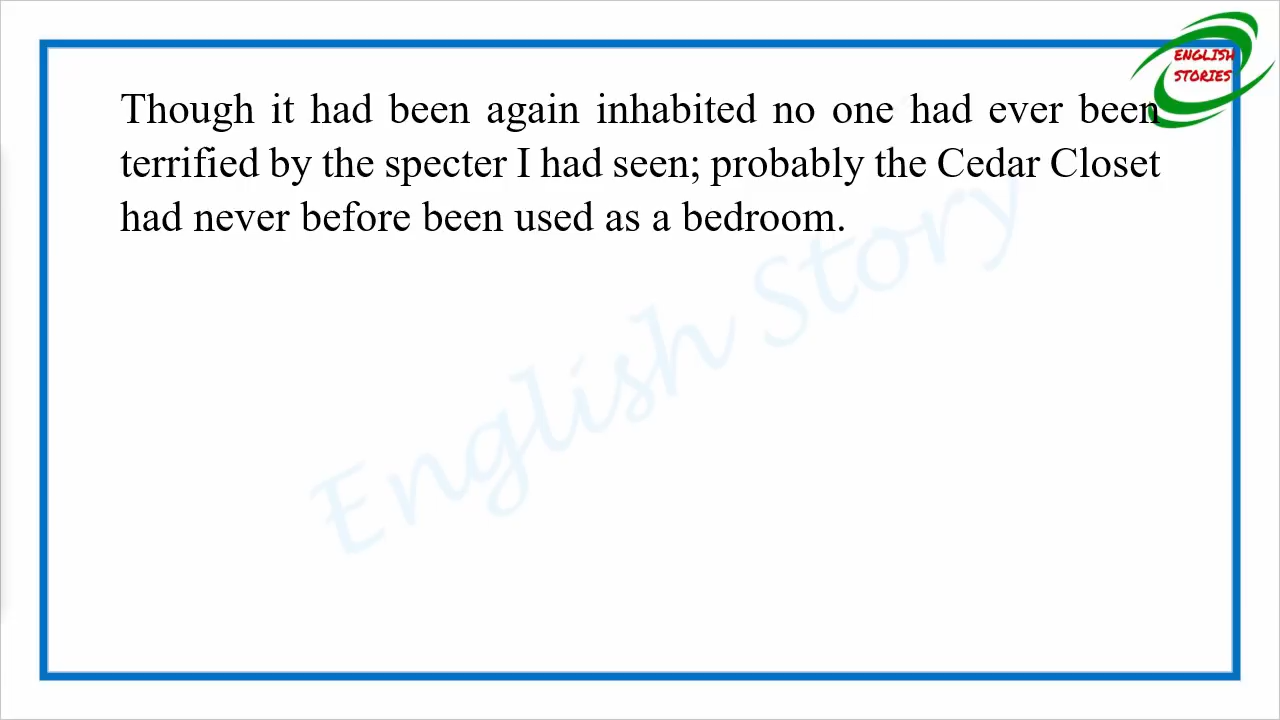 ENGLISH
STORIES
Though it had been again inhabited no one had ever been
terrified by the specter I had seen; probably the Cedar Closet
had never before been used as a bedroom.
English Story